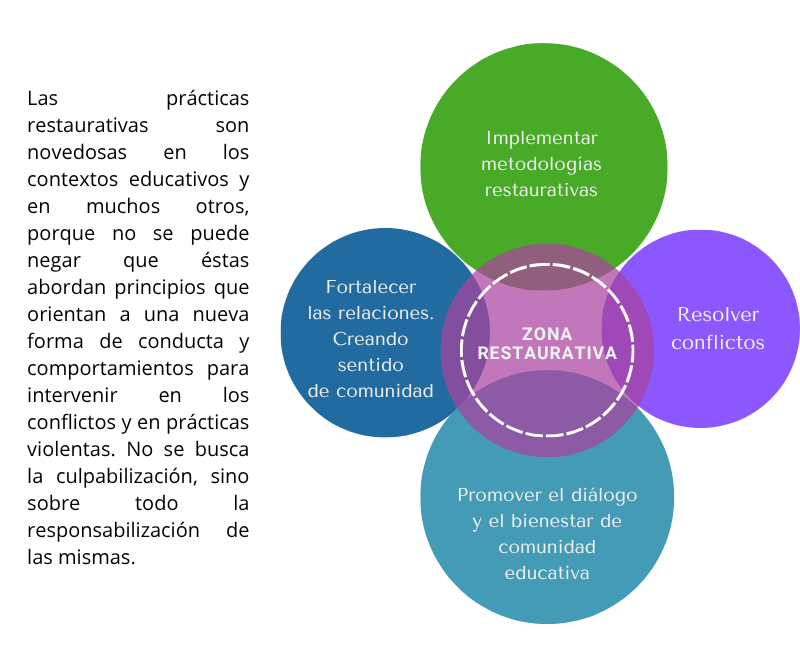 Las prácticas
restaurativas son
novedosas en los
contextos educativos y
en muchos otros,
porque no se puede
negar que éstas
abordan principios que
orientan a una nueva
forma de conducta y
comportamientos para
intervenir en los
conflictos y en prácticas
violentas. No se busca
la culpabilización, sino
sobre todo la
responsabilización de
las mismas.
Implementar
metodologías
restaurativas
Fortalecer
las relaciones.
Creando
sentido
de comunidad
ZONA
RESTAURATIVA
Resolver
conflictos
Promover el diálogo
y el bienestar de
comunidad
educativa